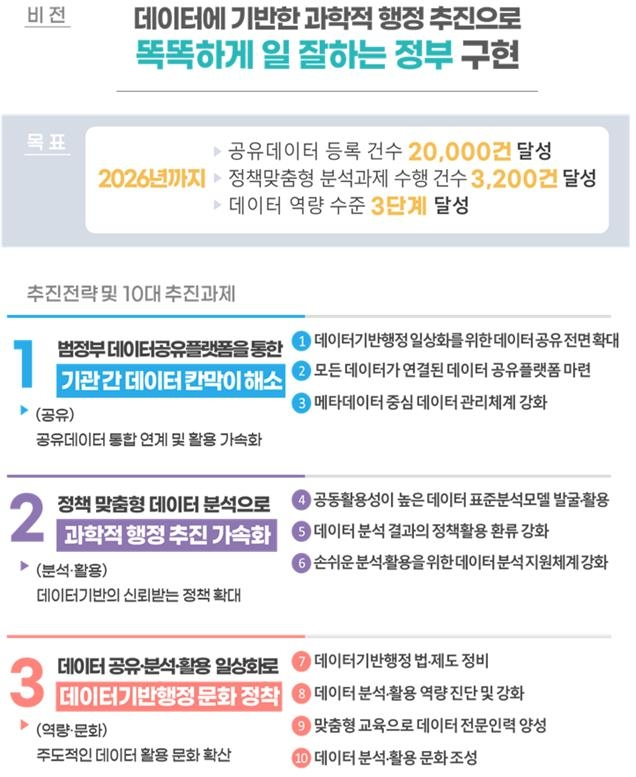 비 전
데이터에 기반한 과학적 행정 추진으로
똑똑하게 일 잘하는 정부 구현
목 표
2026년까지
▶ 공유데이터 등록 건수 20,000건 달성
▶ 정책맞춤형 분석과제 수행 건수 3,200건 달성
▶ 데이터 역량 수준 3단계 달성
추진전략 및 10대 추진과제
1
범정부 데이터공유플랫폼을 통한
기관 간 데이터 칸막이 해소
▶ (공유)
공유데이터 통합 연계 및 활용 가속화
1 데이터기반행정 일상화를 위한 데이터 공유 전면 확대
2 모든 데이터가 연결된 데이터 공유플랫폼 마련
3 메타데이터 중심 데이터 관리체계 강화
2
정책 맞춤형 데이터 분석으로
과학적 행정 추진 가속화
▶ (분석·활용)
데이터기반의 신뢰받는 정책 확대
4 공동활용성이 높은 데이터 표준분석모델 발굴·활용
5 데이터 분석 결과의 정책활용 환류 강화
6 손쉬운 분석·활용을 위한 데이터 분석 지원체계 강화
3
데이터 공유·분석·활용 일상화로
데이터기반행정 문화 정착
▶ (역량·문화)
주도적인 데이터 활용 문화 확산
7 데이터기반행정 법·제도 정비
8 데이터 분석·활용 역량 진단 및 강화
9 맞춤형 교육으로 데이터 전문인력 양성
10 데이터 분석·활용 문화 조성